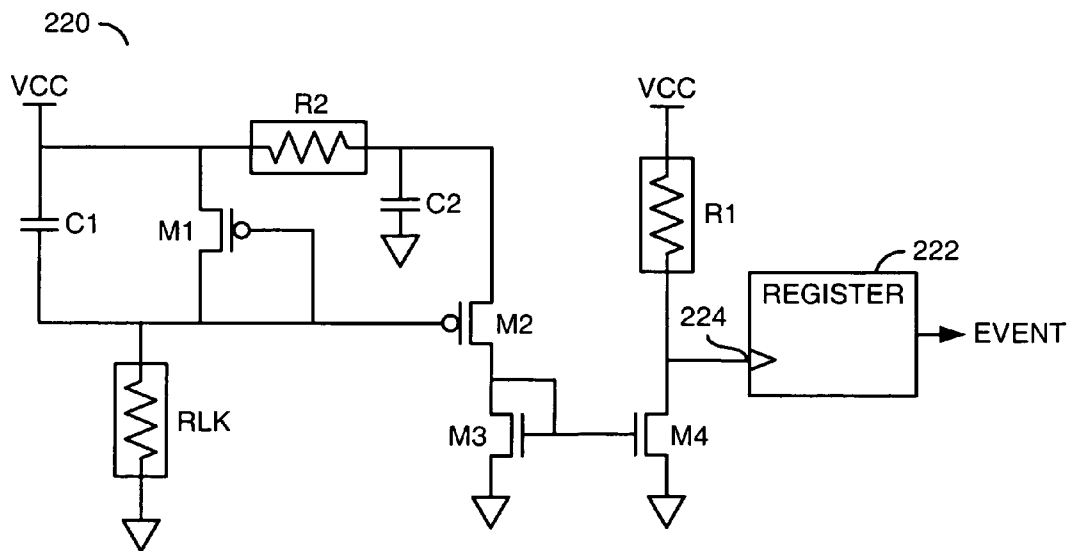 220
VCC
R2
VCC
C1
M1
C2
R1
222
REGISTER
224
EVENT
M2
RLK
M3
M4